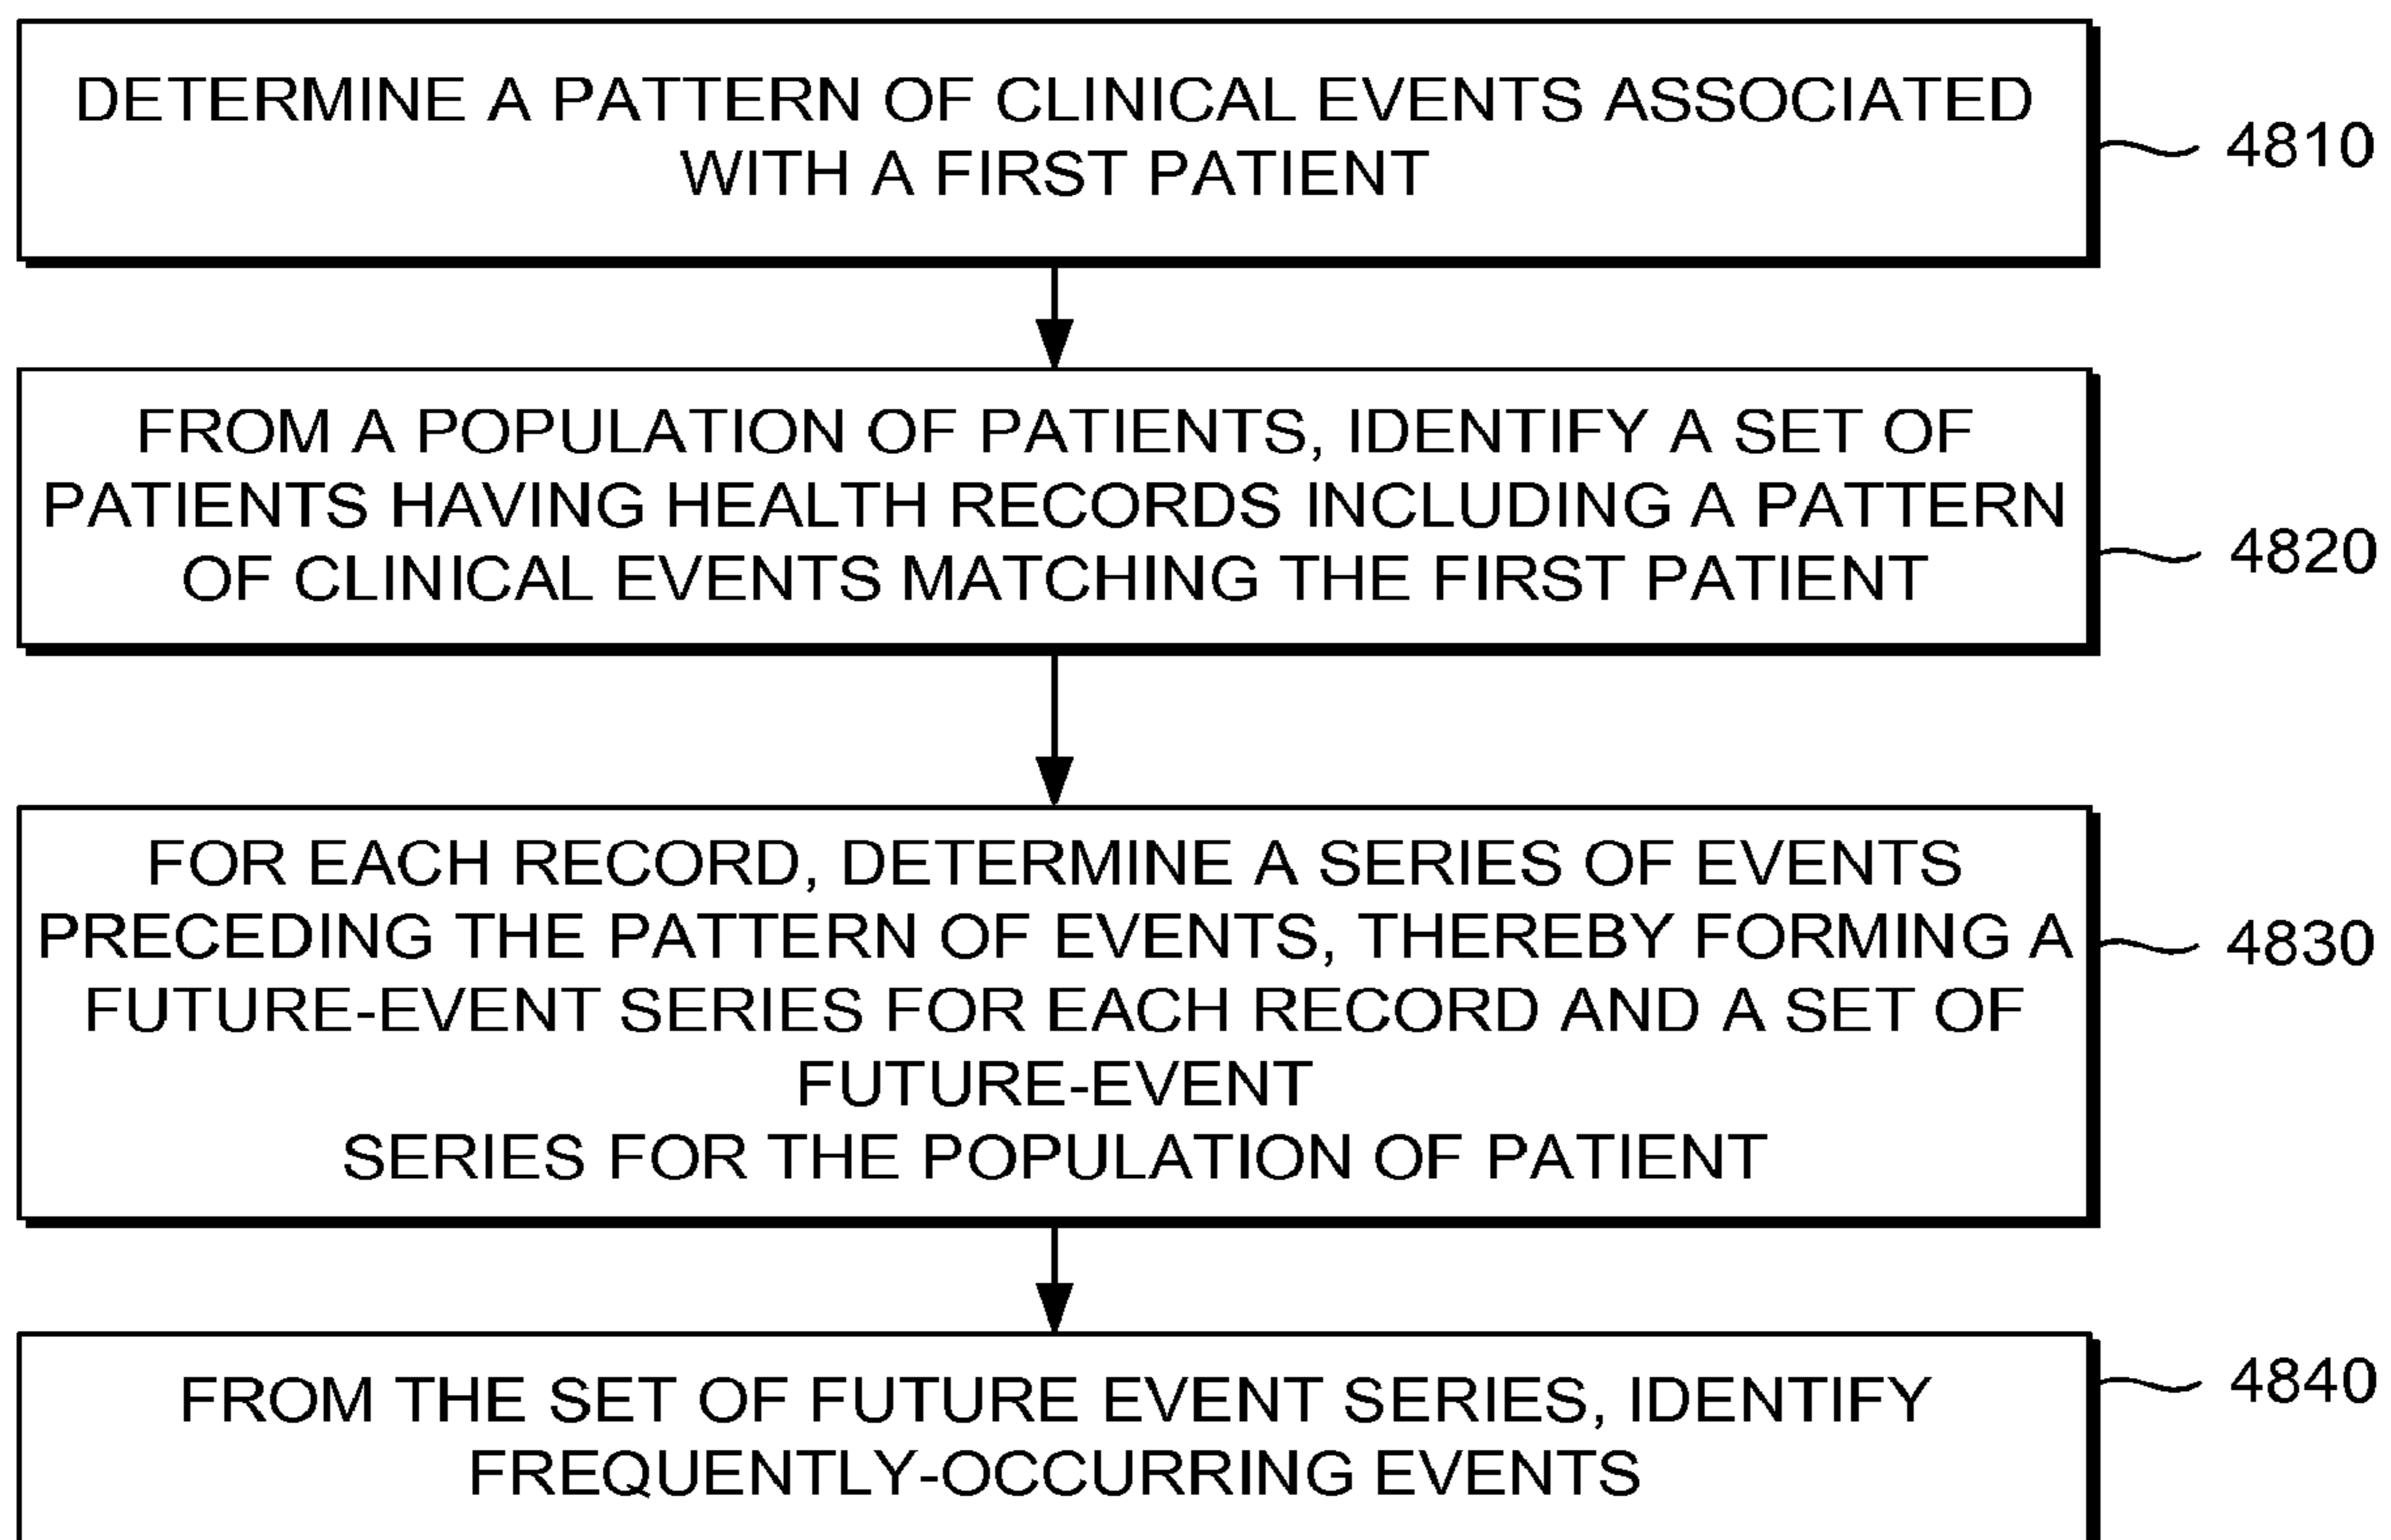 DETERMINE A PATTERN OF CLINICAL EVENTS ASSOCIATED
WITH A FIRST PATIENT
4810
FROM A POPULATION OF PATIENTS, IDENTIFY A SET OF
PATIENTS HAVING HEALTH RECORDS INCLUDING A PATTERN
OF CLINICAL EVENTS MATCHING THE FIRST PATIENT
4820
FOR EACH RECORD, DETERMINE A SERIES OF EVENTS
PRECEDING THE PATTERN OF EVENTS, THEREBY FORMING A
FUTURE-EVENT SERIES FOR EACH RECORD AND A SET OF
FUTURE-EVENT
SERIES FOR THE POPULATION OF PATIENT
4830
FROM THE SET OF FUTURE EVENT SERIES, IDENTIFY
FREQUENTLY-OCCURRING EVENTS
4840